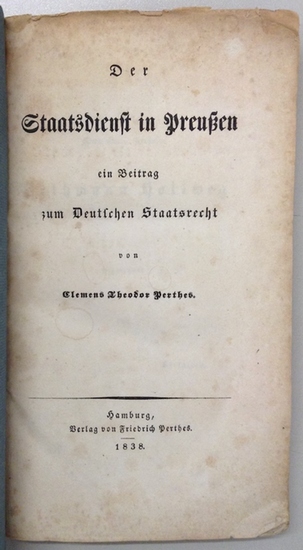 Der
Staatsdienst in Preußen
ein Beitrag
zum Deutschen Staatsrecht
von
Clemens Theodor Perthes.
Hamburg,
Verlag von Friedrich Perthes.
1838.